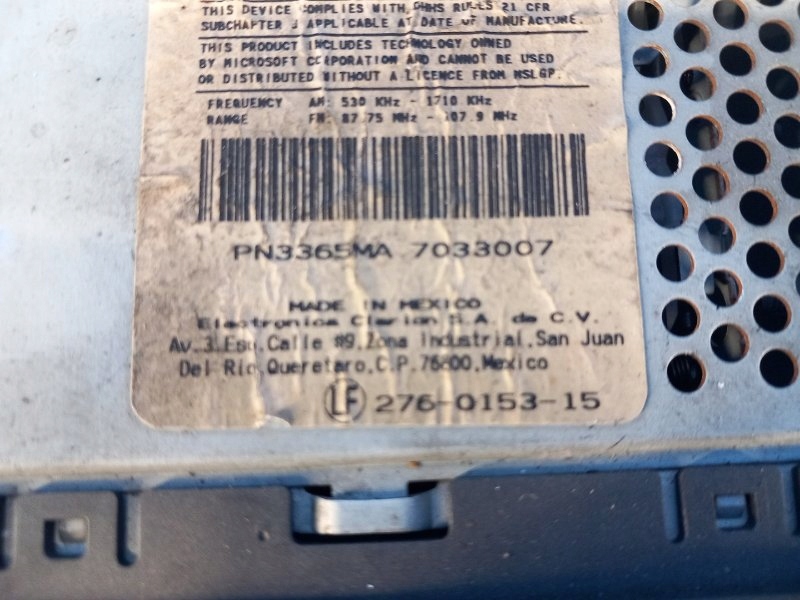 THIS DEVICE COMPLIES WITH DHHS RULES 21 CFR
SUBCHAPTER J APPLICABLE AT DATE OF MANUFACTURE.
THIS PRODUCT INCLUDES TECHNOLOGY OWNED
BY MICROSOFT CORPORATION AND CANNOT BE USED
OR DISTRIBUTED WITHOUT A LICENCE FROM MSLGP.
FREQUENCY AM: 530 KHz - 1710 KHz
RANGE FM: 87.75 MHz - 107.9 MHz
PN3365MA 7033007
MADE IN MEXICO
Electronica Clarion S.A. de C.V.
Av.3.Esq.Calle #9.Zona Industrial.San Juan
Del Rio.Queretaro.C.P.76800.Mexico
LF 276-0153-15